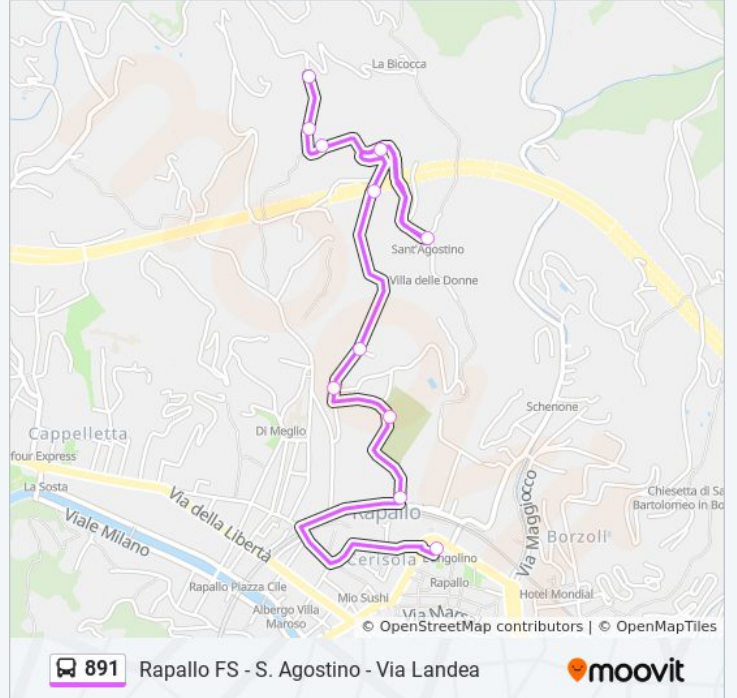 La Bicocca
Sant'Agostino
Villa delle Donne
Schenone
Di Meglio
Cappelletta
four Express
La Sosta
Viale Milano
Via della Libertà
Rapallo
Via Maggiocco
Chiesetta di Sa
Bartolomeo in Bo
Borzoli
Cerisola
Rapallo Piazza Cile
Rapallo
Mio Sushi
Hotel Mondial
Albergo Villa
Maroso
© OpenStreetMap contributors | © OpenMapTiles
891 Rapallo FS - S. Agostino - Via Landea
moovit